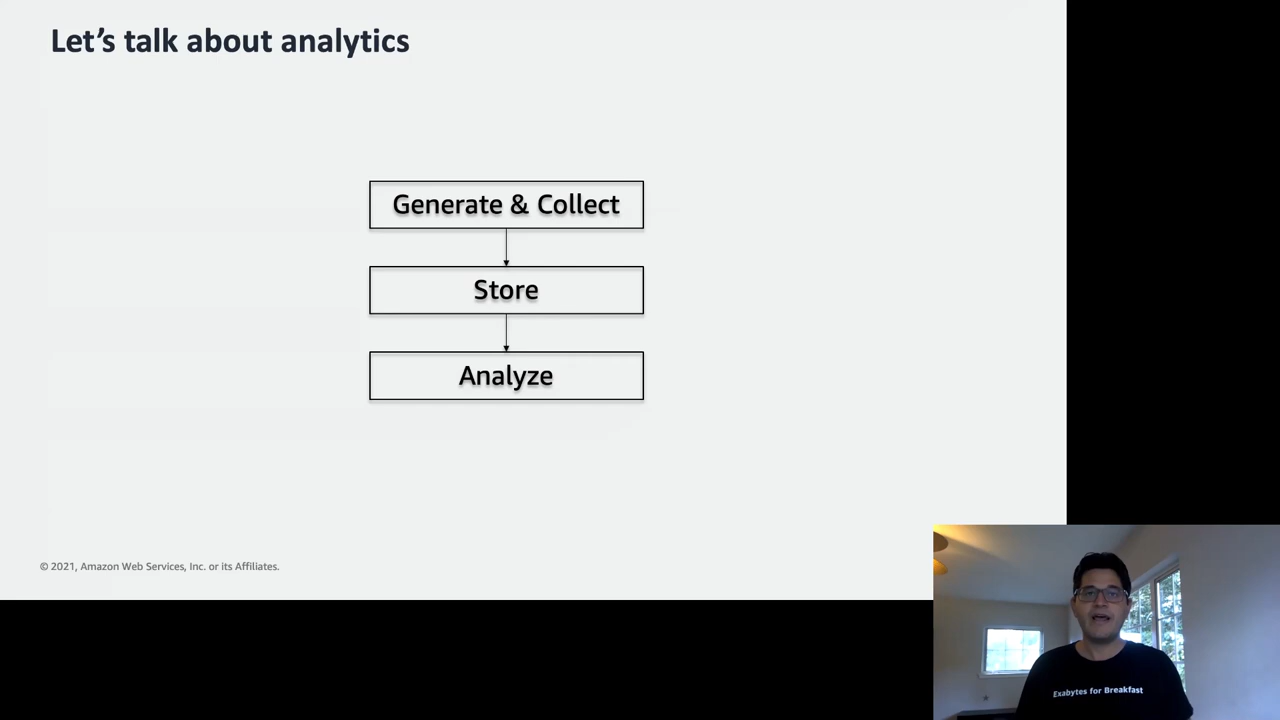 Let’s talk about analytics
Generate & Collect
Store
Analyze
© 2021, Amazon Web Services, Inc. or its Affiliates.
Exabytes for Breakfast